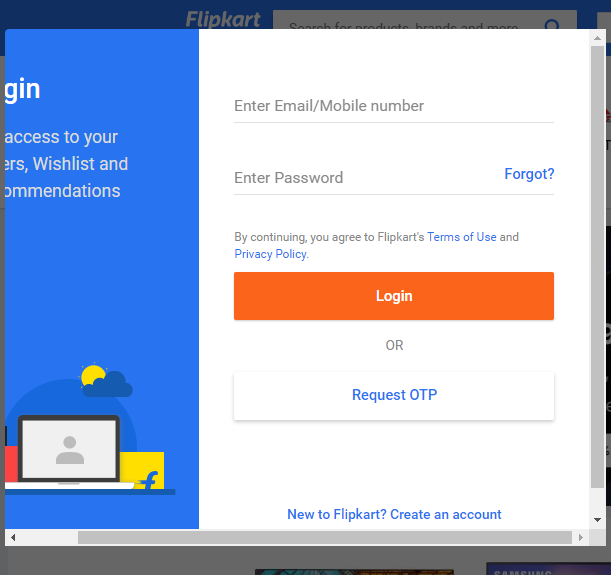 Flipkart
Search for products, brands and more
gin
access to your
ers, Wishlist and
ommendations
Enter Email/Mobile number
Enter Password
Forgot?
By continuing, you agree to Flipkart's Terms of Use and
Privacy Policy.
Login
OR
Request OTP
New to Flipkart? Create an account
SAMSUNG